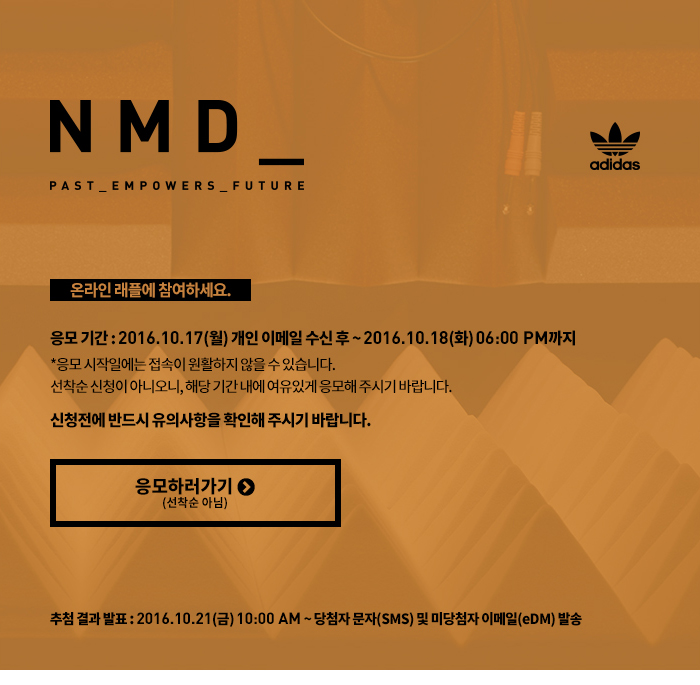 NMD_
PAST_EMPOWERS_FUTURE
adidas
온라인 래플에 참여하세요.
응모 기간 : 2016.10.17(월) 개인 이메일 수신 후 ~ 2016.10.18(화) 06:00 PM까지
*응모 시작일에는 접속이 원활하지 않을 수 있습니다.
선착순 신청이 아니오니, 해당 기간 내에 여유있게 응모해 주시기 바랍니다.
신청전에 반드시 유의사항을 확인해 주시기 바랍니다.
응모하러가기
(선착순 아님)
추첨 결과 발표 : 2016.10.21(금) 10:00 AM ~ 당첨자 문자(SMS) 및 미당첨자 이메일(eDM) 발송